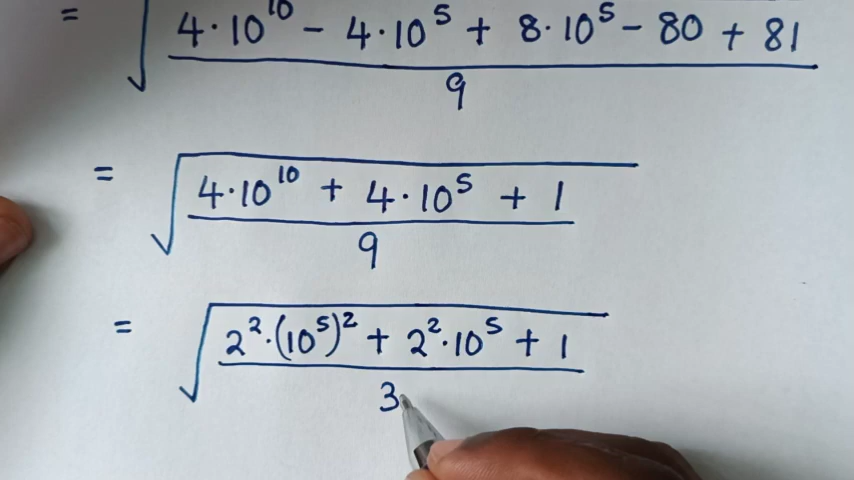 = √(4·10¹⁰ − 4·10⁵ + 8·10⁵ − 80 + 81 / 9)
= √(4·10¹⁰ + 4·10⁵ + 1 / 9)
= √(2²·(10⁵)² + 2²·10⁵ + 1 / 3)